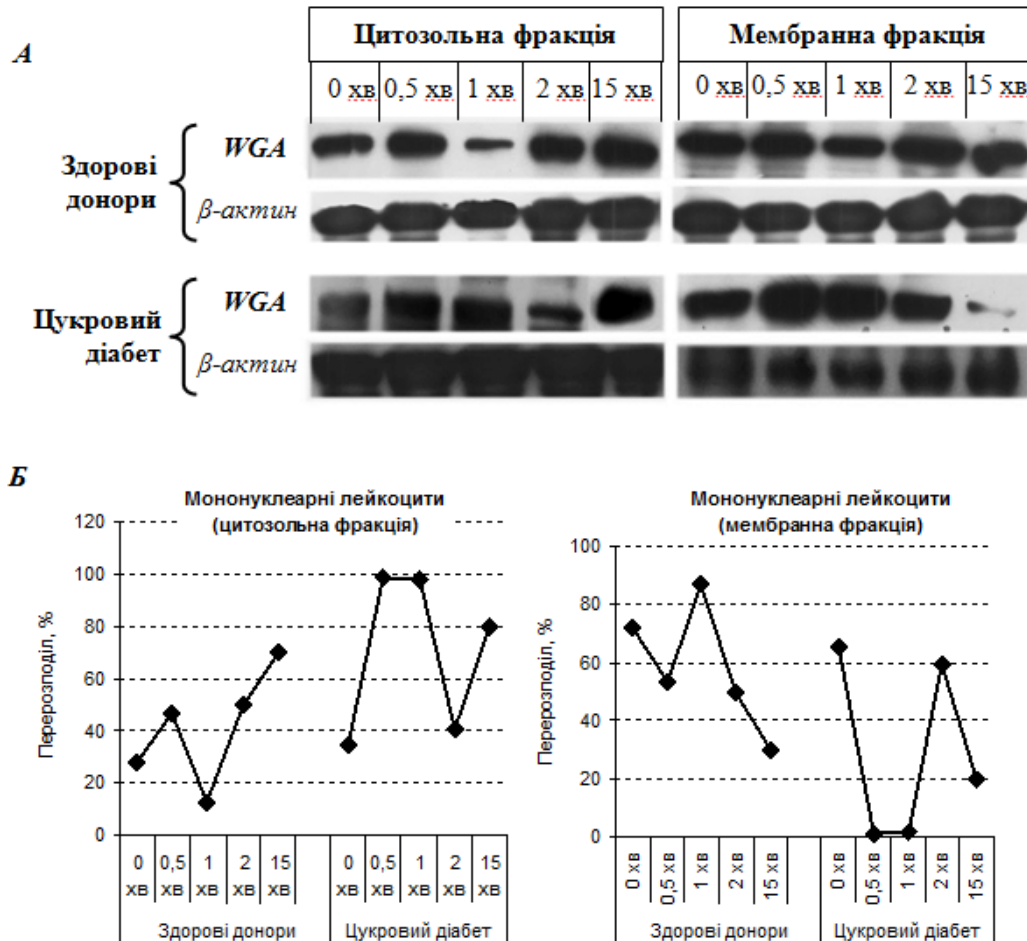 А
Цитозольна фракція
Мембранна фракція
0 хв 0,5 хв 1 хв 2 хв 15 хв
0 хв 0,5 хв 1 хв 2 хв 15 хв
Здорові
донори
WGA
β-актин
Цукровий
діабет
WGA
β-актин
Б
Мононуклеарні лейкоцити
(цитозольна фракція)
Перерозподіл, %
120
100
80
60
40
20
0
0 хв 0,5 хв 1 хв 2 хв 15 хв
0 хв 0,5 хв 1 хв 2 хв 15 хв
Здорові донори
Цукровий діабет
Мононуклеарні лейкоцити
(мембранна фракція)
Перерозподіл, %
100
80
60
40
20
0
0 хв 0,5 хв 1 хв 2 хв 15 хв
0 хв 0,5 хв 1 хв 2 хв 15 хв
Здорові донори
Цукровий діабет